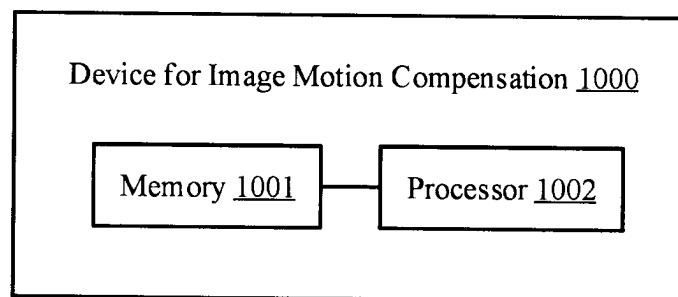 Device for Image Motion Compensation 1000
Memory 1001
Processor 1002